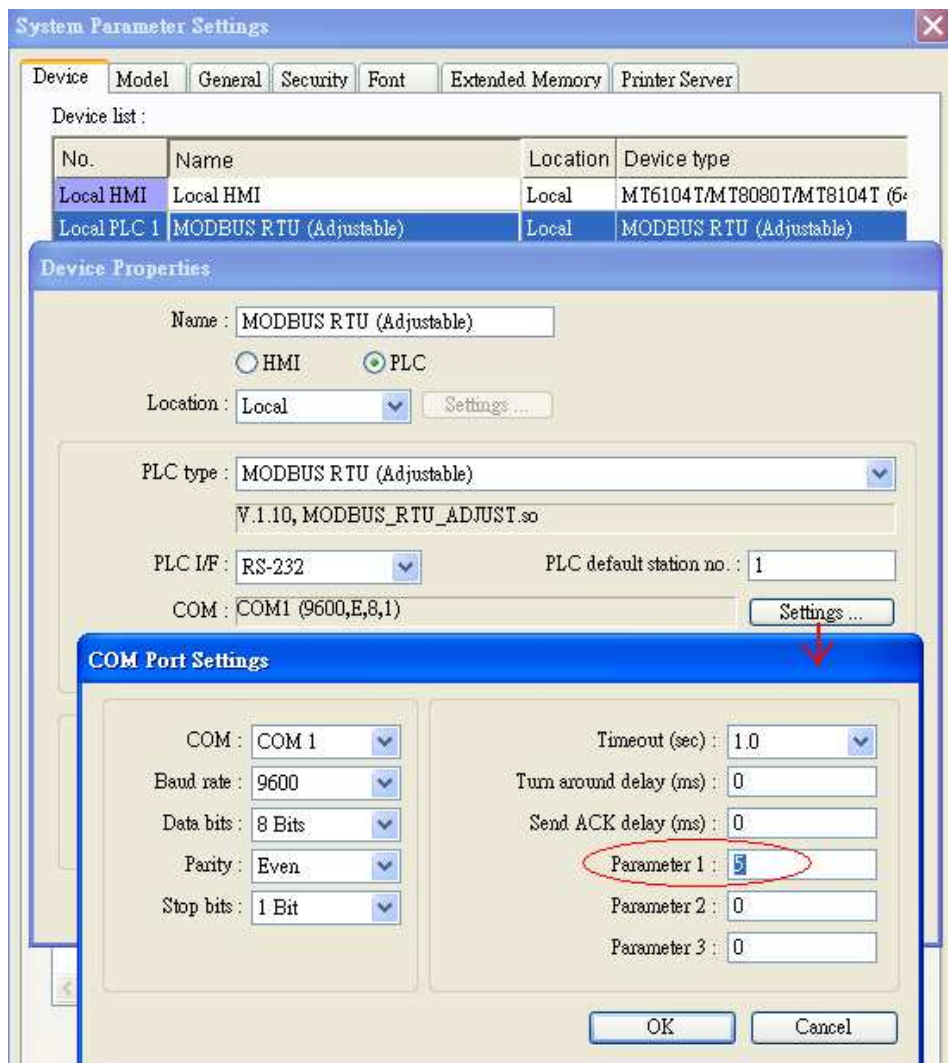 System Parameter Settings
Device Model General Security Font Extended Memory Printer Server
Device list :
No. Name Location Device type
Local HMI Local HMI Local MT6104T/MT8080T/MT8104T (64
Local PLC 1 MODBUS RTU (Adjustable) Local MODBUS RTU (Adjustable)
Device Properties
Name : MODBUS RTU (Adjustable)
HMI PLC
Location : Local Settings ...
PLC type : MODBUS RTU (Adjustable)
V.1.10, MODBUS_RTU_ADJUST.so
PLC I/F : RS-232 PLC default station no. : 1
COM : COM1 (9600,E,8,1) Settings ...
COM Port Settings
COM : COM 1 Timeout (sec) : 1.0
Baud rate : 9600 Turn around delay (ms) : 0
Data bits : 8 Bits Send ACK delay (ms) : 0
Parity : Even Parameter 1 : 5
Stop bits : 1 Bit Parameter 2 : 0
Parameter 3 : 0
OK Cancel